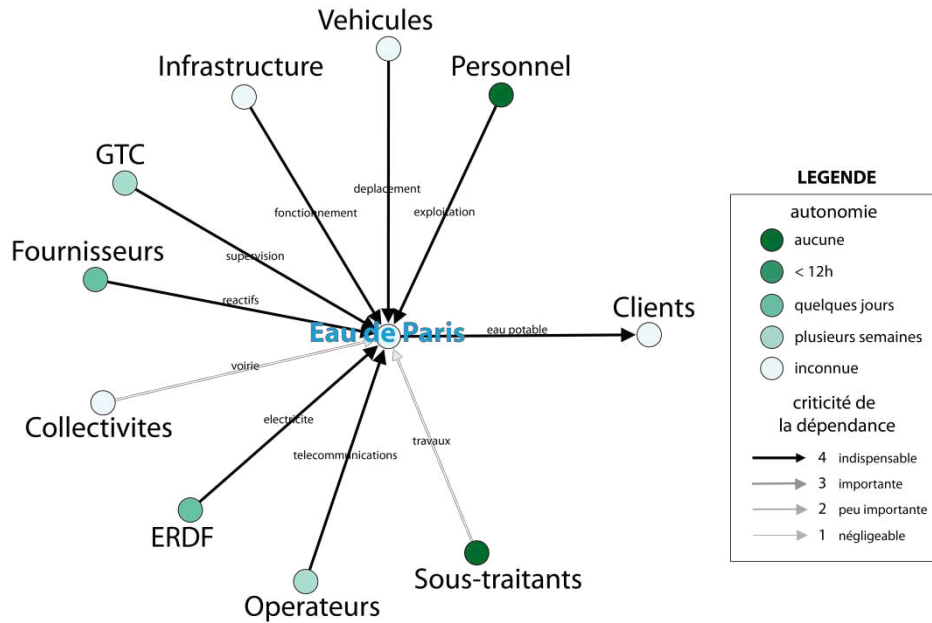 Vehicules
Infrastructure
Personnel
GTC
deplacement
fonctionnement
exploitation
Fournisseurs
supervision
reactifs
Eau de Paris
eau potable
Clients
voirie
Collectivites
electricite
travaux
telecommunications
ERDF
Sous-traitants
Operateurs
LEGENDE
autonomie
aucune
< 12h
quelques jours
plusieurs semaines
inconnue
criticité de
la dépendance
4 indispensable
3 importante
2 peu importante
1 négligeable